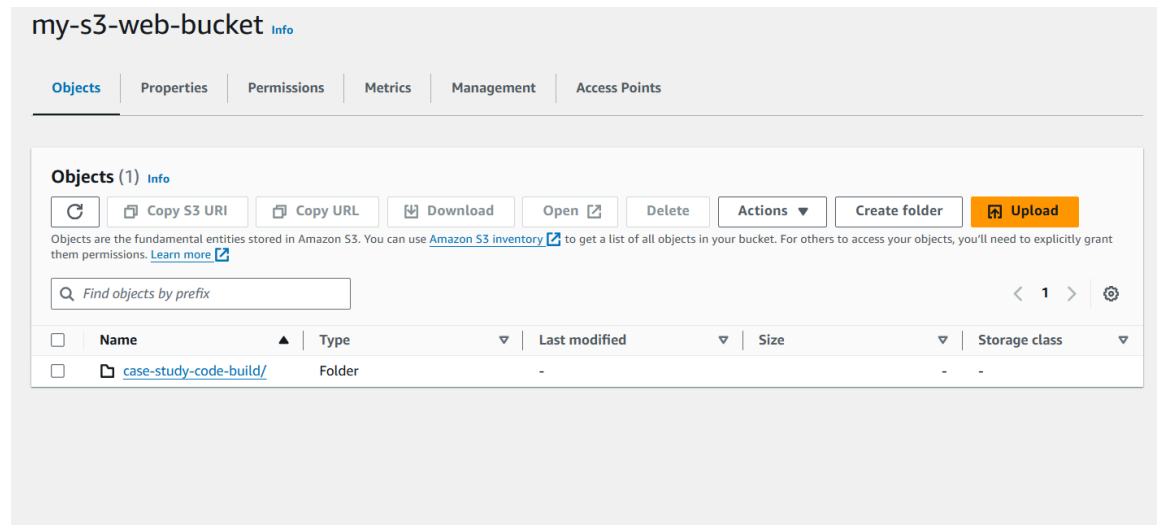 my-s3-web-bucket Info
Objects Properties Permissions Metrics Management Access Points
Objects (1) Info
Copy S3 URI Copy URL Download Open Delete Actions Create folder Upload
Objects are the fundamental entities stored in Amazon S3. You can use Amazon S3 inventory to get a list of all objects in your bucket. For others to access your objects, you'll need to explicitly grant
them permissions. Learn more
Find objects by prefix 1
Name Type Last modified Size Storage class
case-study-code-build/ Folder - - -